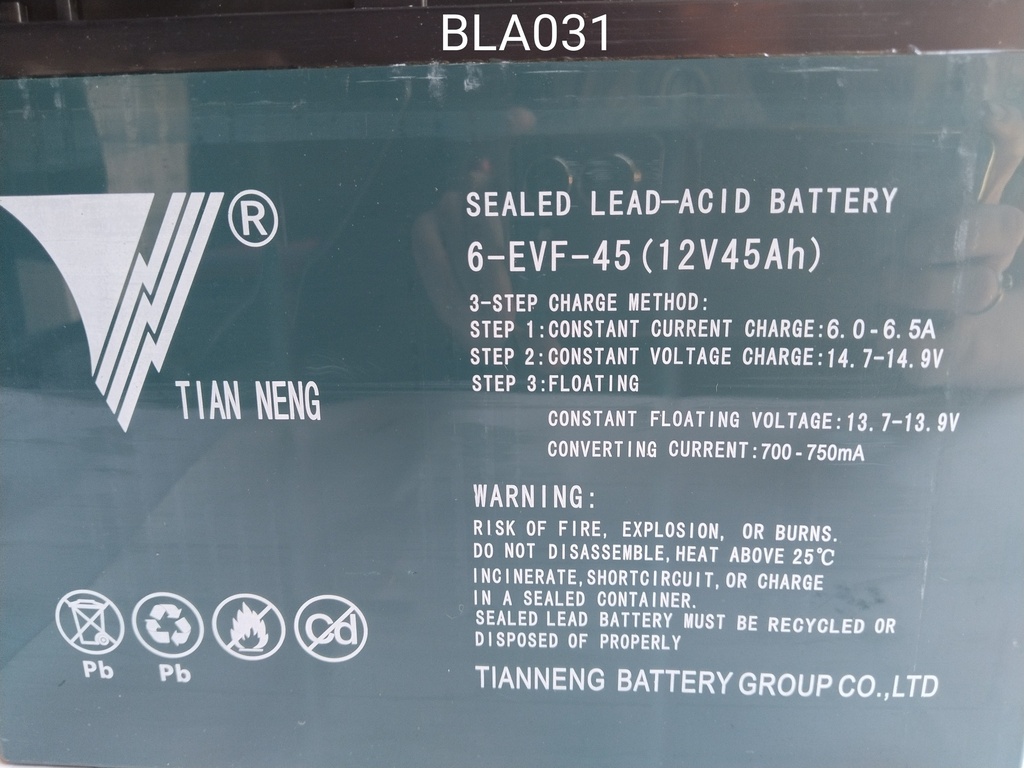 BLA031
®
TIAN NENG
SEALED LEAD-ACID BATTERY
6-EVF-45(12V45Ah)
3-STEP CHARGE METHOD:
STEP 1:CONSTANT CURRENT CHARGE:6.0-6.5A
STEP 2:CONSTANT VOLTAGE CHARGE:14.7-14.9V
STEP 3:FLOATING
CONSTANT FLOATING VOLTAGE:13.7-13.9V
CONVERTING CURRENT:700-750mA
WARNING:
RISK OF FIRE, EXPLOSION, OR BURNS.
DO NOT DISASSEMBLE,HEAT ABOVE 25℃
INCINERATE,SHORTCIRCUIT,OR CHARGE
IN A SEALED CONTAINER.
SEALED LEAD BATTERY MUST BE RECYCLED OR
DISPOSED OF PROPERLY
TIANNENG BATTERY GROUP CO.,LTD
Cd
Pb
Pb